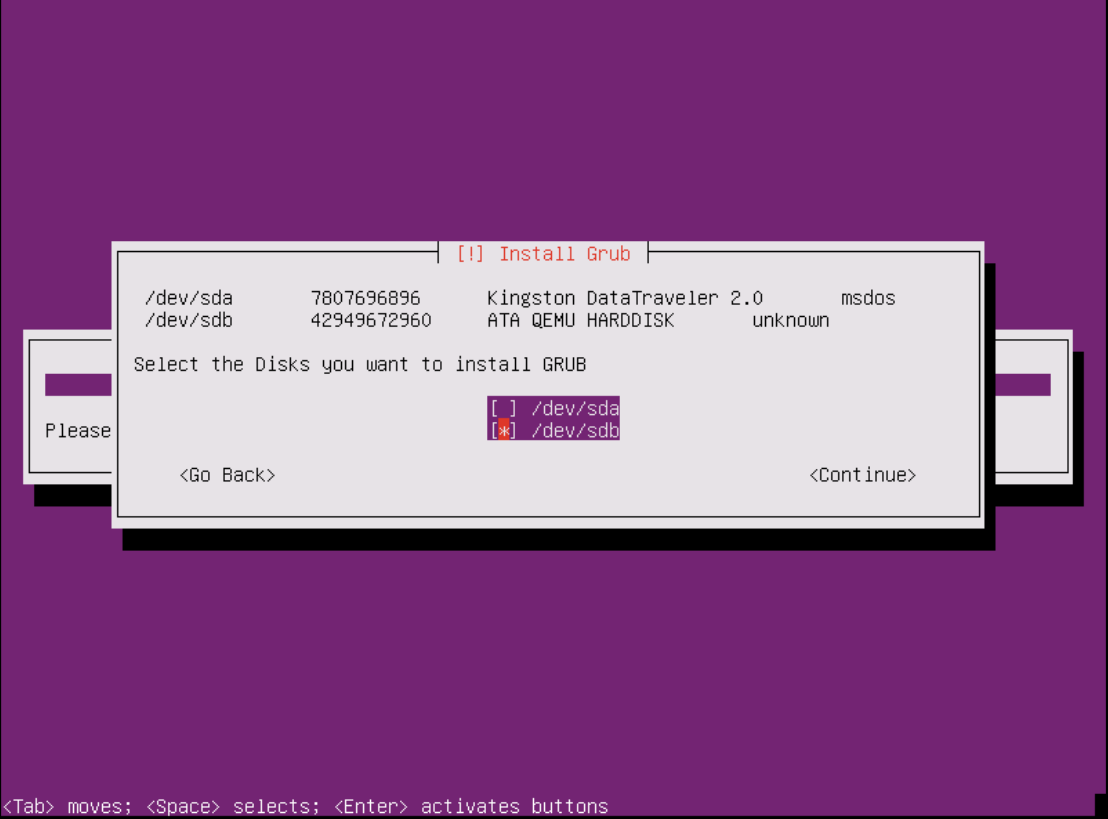 [!] Install Grub
/dev/sda 7807696896 Kingston DataTraveler 2.0 msdos
/dev/sdb 42949672960 ATA QEMU HARDDISK unknown
Select the Disks you want to install GRUB
[ ] /dev/sda
[*] /dev/sdb
Please
<Go Back> <Continue>
<Tab> moves; <Space> selects; <Enter> activates buttons